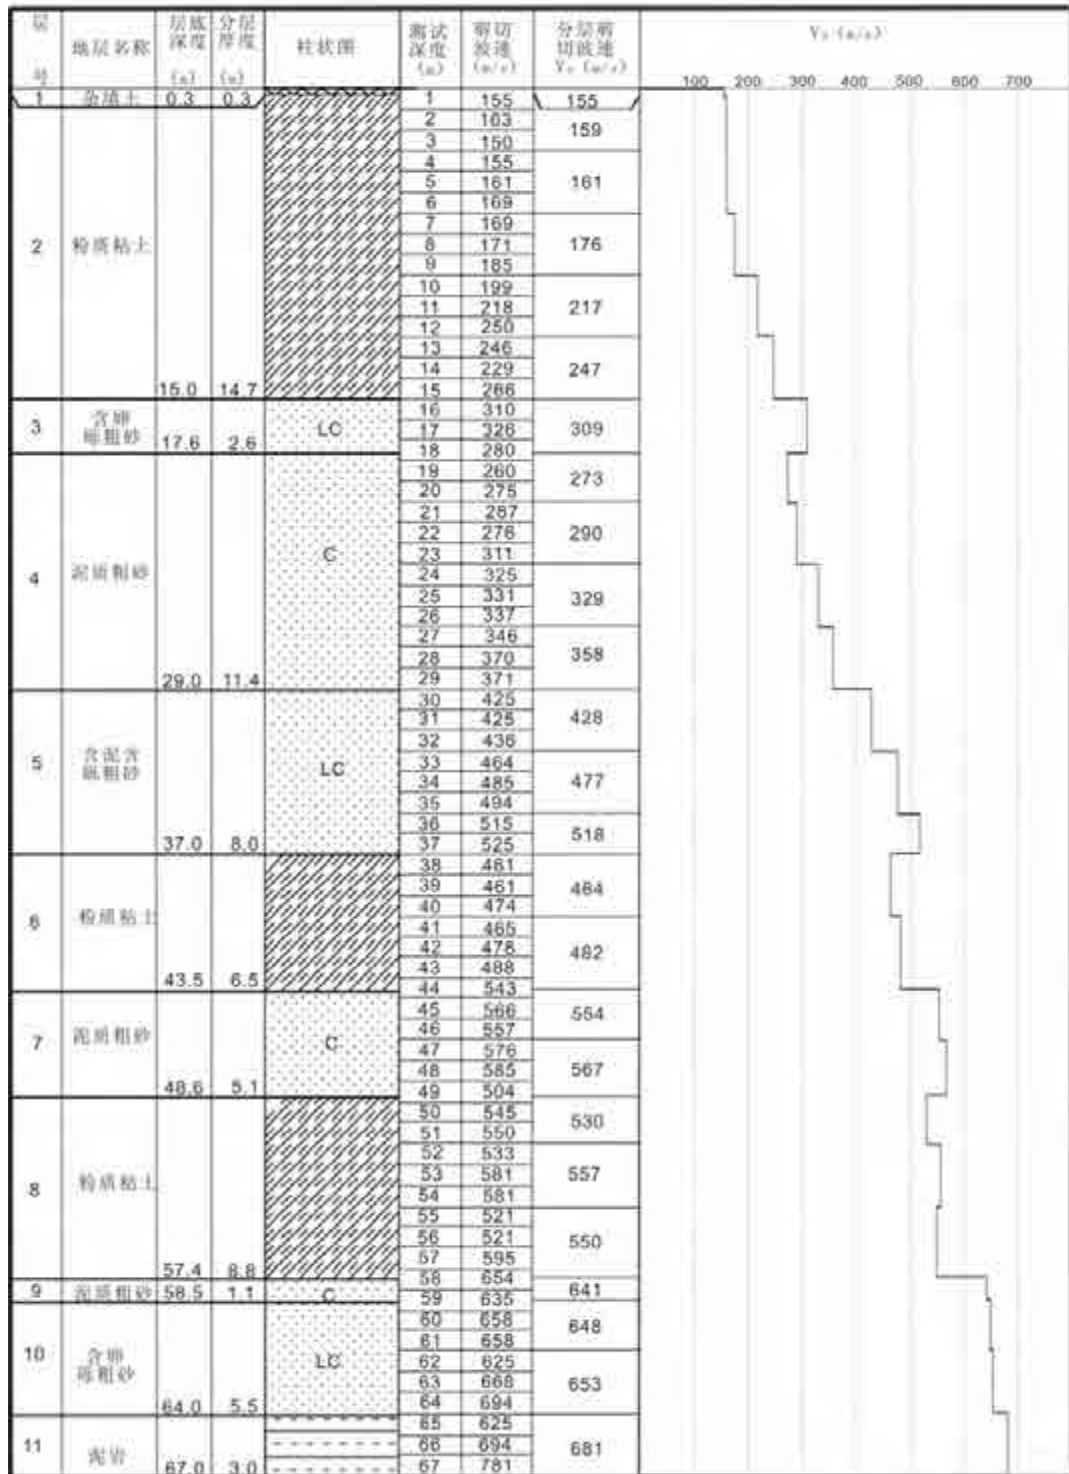 层号 地层名称 层底深度(m) 分层厚度(m) 柱状图 测试深度(m) 剪切波速(m/s) 分层剪切波速Vs(m/s) Vs(m/s)
100 200 300 400 500 600 700
1 杂填土 0.3 0.3 1 155 155
2 163 159
3 150
4 155
5 161 161
6 169
7 169
2 粉质粘土 8 171 176
9 185
10 199
11 218 217
12 250
13 246
14 229 247
15.0 14.7 15 266
16 310
3 含卵砾粗砂 17.6 2.6 LC 17 326 309
18 280
19 260 273
20 275
21 287
22 276 290
C 23 311
4 泥质粗砂 24 325
25 331 329
26 337
27 346
28 370 358
29.0 11.4 29 371
30 425
31 425 428
32 436
5 含泥含砾粗砂 LC 33 464
34 485 477
35 494
36 515 518
37.0 8.0 37 525
38 461
39 461 464
40 474
6 粉质粘土 41 465
42 478 482
43.5 6.5 43 488
44 543
45 566 554
7 泥质粗砂 C 46 557
47 576
48 585 567
48.6 5.1 49 504
50 545 530
51 550
52 533
53 581 557
8 粉质粘土 54 581
55 521
56 521 550
57.4 8.8 57 595
58 654
9 泥质粗砂 58.5 1.1 C 59 635 641
60 658 648
61 658
10 含卵砾粗砂 LC 62 625
63 668 653
64.0 5.5 64 694
65 625
11 泥岩 66 694 681
67.0 3.0 67 781